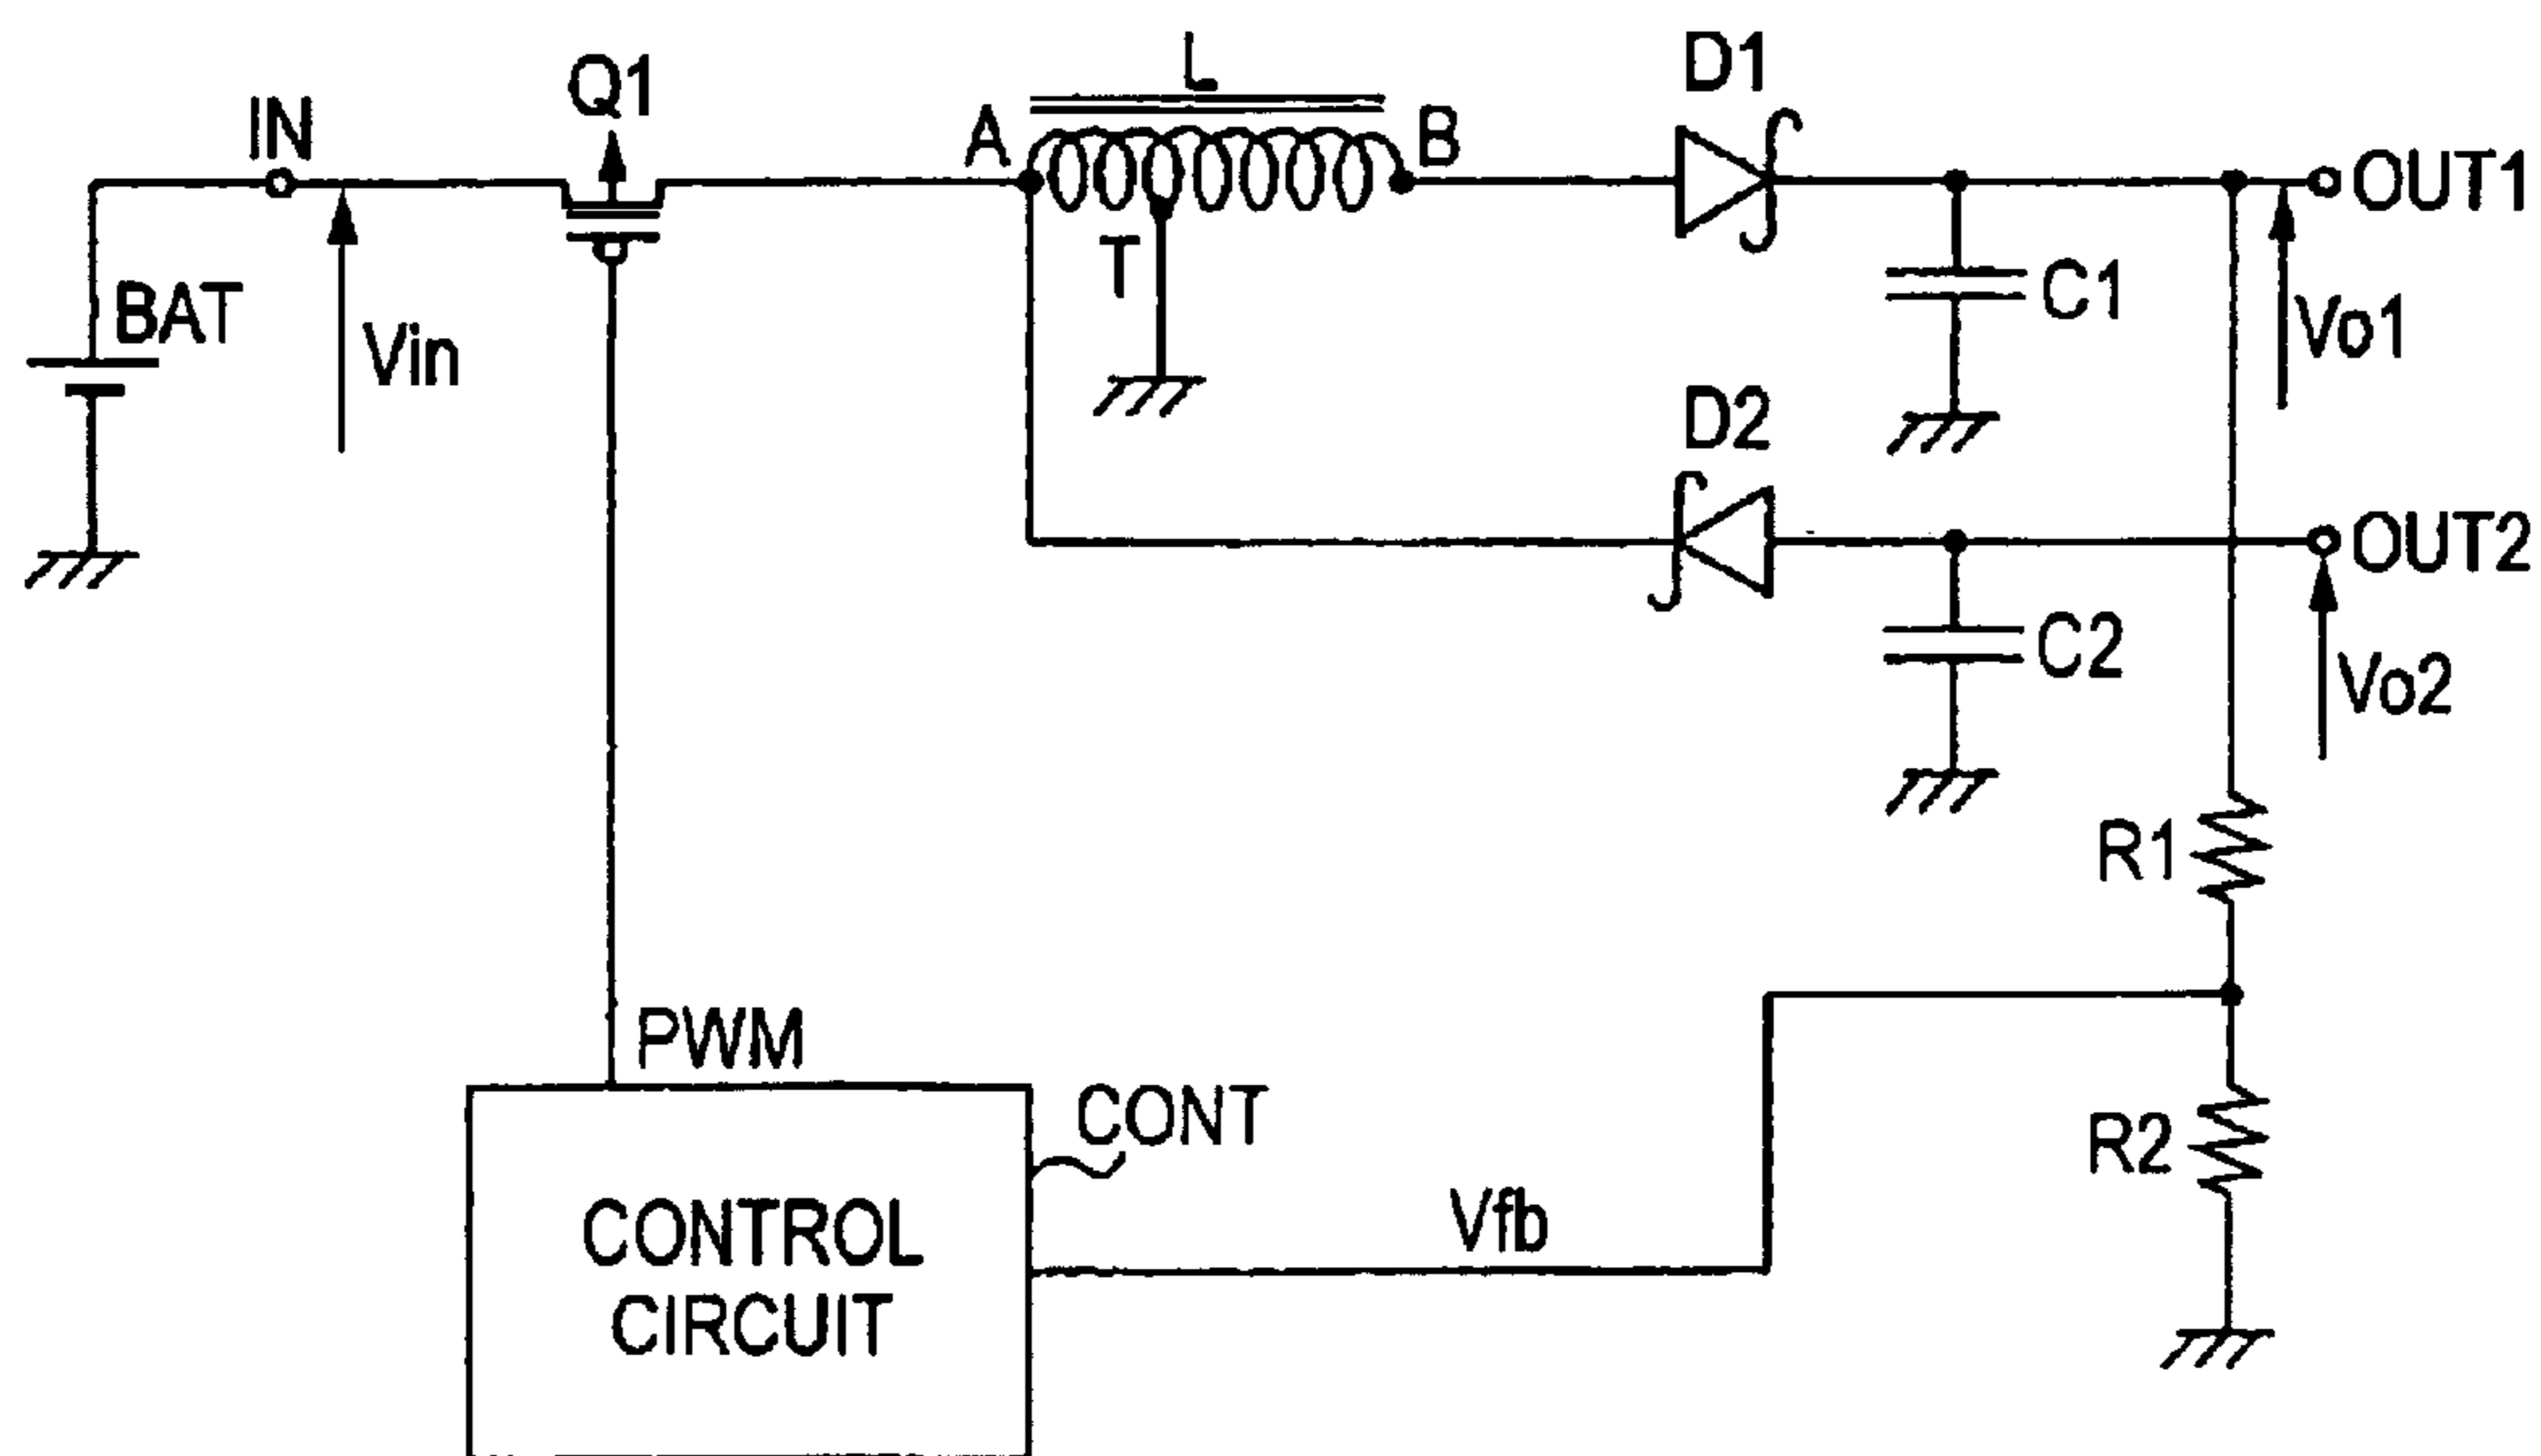 L
D1
Q1
IN
A
B
OUT1
T
C1
BAT
Vin
Vo1
D2
OUT2
C2
Vo2
R1
PWM
CONT
R2
Vfb
CONTROL
CIRCUIT